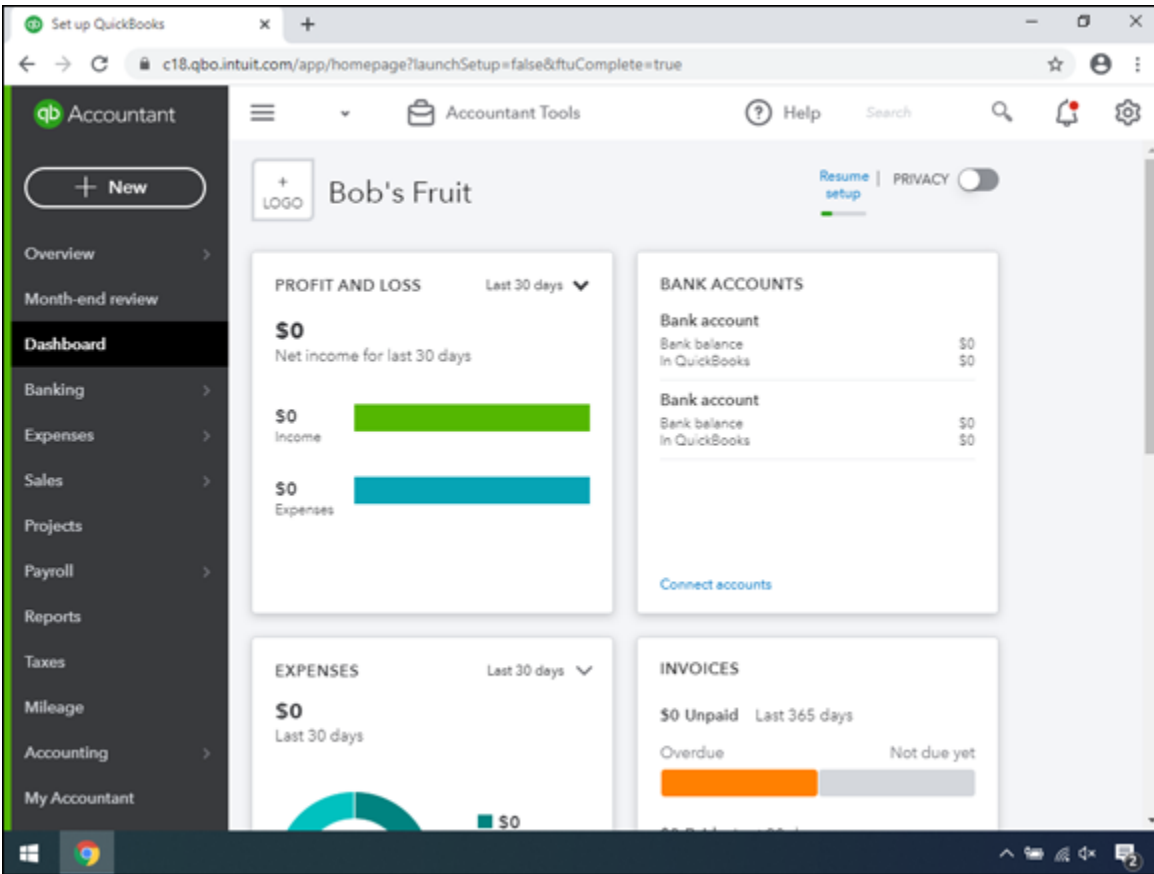 Set up QuickBooks
c18.qbo.intuit.com/app/homepage?launchSetup=false&ftuComplete=true
qb Accountant
Accountant Tools
? Help
Search
+ New
+
LOGO
Bob's Fruit
Resume
setup
| PRIVACY
Overview
Month-end review
Dashboard
Banking
Expenses
Sales
Projects
Payroll
Reports
Taxes
Mileage
Accounting
My Accountant
PROFIT AND LOSS Last 30 days
$0
Net income for last 30 days
$0
Income
$0
Expenses
BANK ACCOUNTS
Bank account
Bank balance $0
In QuickBooks $0
Bank account
Bank balance $0
In QuickBooks $0
Connect accounts
EXPENSES Last 30 days
$0
Last 30 days
$0
INVOICES
$0 Unpaid Last 365 days
Overdue Not due yet
2